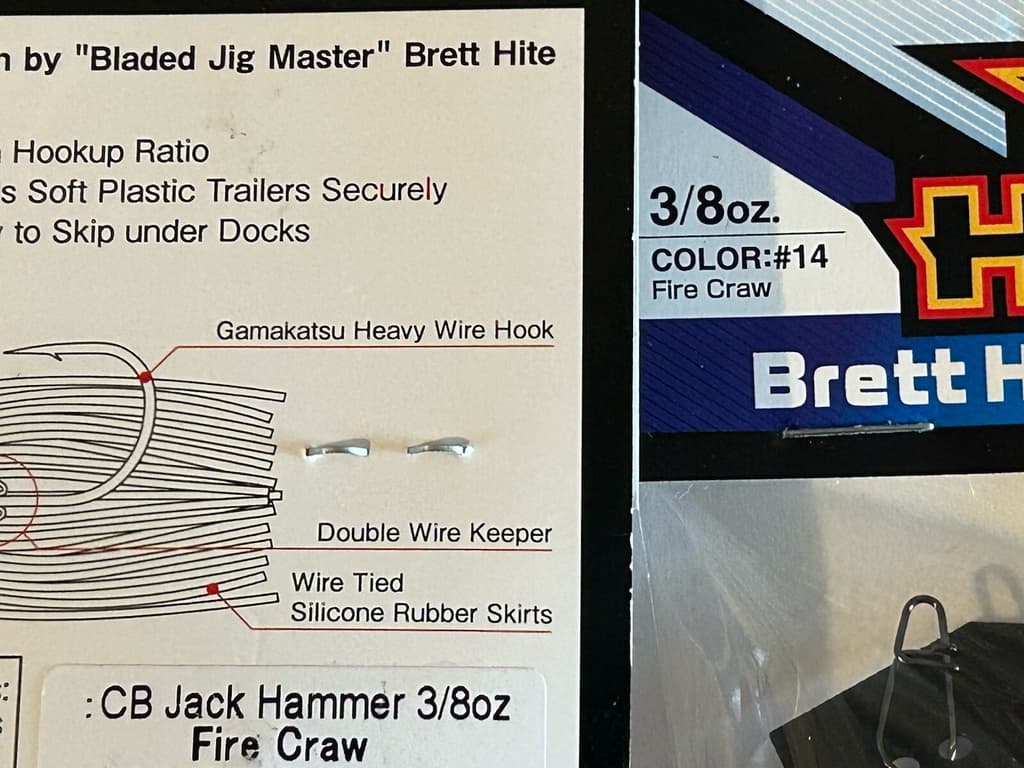 by "Bladed Jig Master" Brett Hite
Hookup Ratio
Soft Plastic Trailers Securely
to Skip under Docks
Gamakatsu Heavy Wire Hook
Double Wire Keeper
Wire Tied
Silicone Rubber Skirts
:CB Jack Hammer 3/8oz
Fire Craw
3/8oz.
COLOR:#14
Fire Craw
Brett H